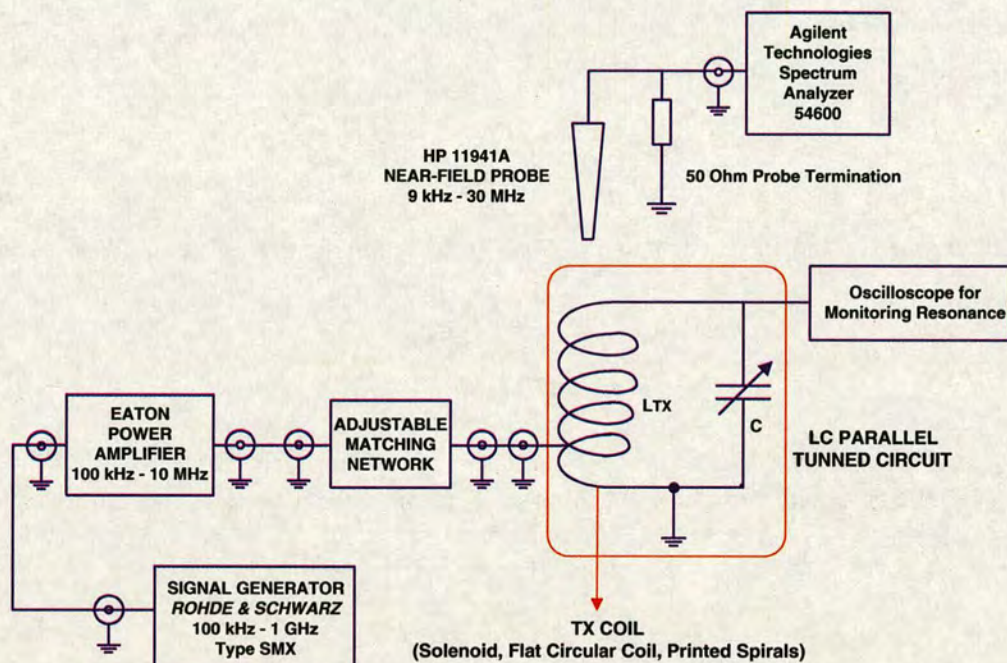 Agilent
Technologies
Spectrum
Analyzer
54600
HP 11941A
NEAR-FIELD PROBE
9 kHz - 30 MHz
50 Ohm Probe Termination
Oscilloscope for
Monitoring Resonance
LTX
C
LC PARALLEL
TUNNED CIRCUIT
EATON
POWER
AMPLIFIER
100 kHz - 10 MHz
ADJUSTABLE
MATCHING
NETWORK
SIGNAL GENERATOR
ROHDE & SCHWARZ
100 kHz - 1 GHz
Type SMX
TX COIL
(Solenoid, Flat Circular Coil, Printed Spirals)